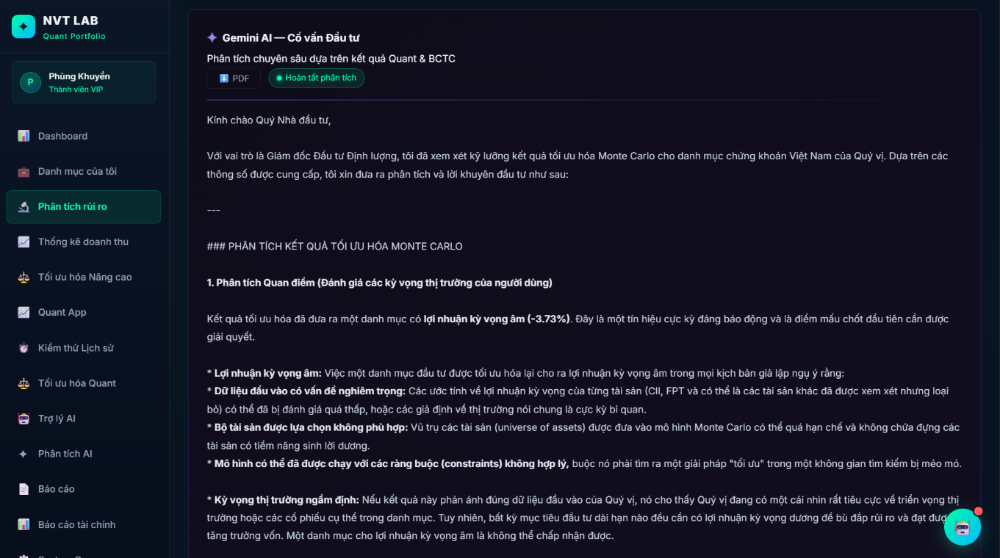 NVT LAB
Quant Portfolio
P
Phùng Khuyển
Thành viên VIP
Dashboard
Danh mục của tôi
Phân tích rủi ro
Thống kê doanh thu
Tối ưu hóa Nâng cao
Quant App
Kiểm thử Lịch sử
Tối ưu hóa Quant
Trợ lý AI
Phân tích AI
Báo cáo
Báo cáo tài chính
Gemini AI — Cố vấn Đầu tư
Phân tích chuyên sâu dựa trên kết quả Quant & BCTC
PDF
Hoàn tất phân tích
Kính chào Quý Nhà đầu tư,
Với vai trò là Giám đốc Đầu tư Định lượng, tôi đã xem xét kỹ lưỡng kết quả tối ưu hóa Monte Carlo cho danh mục chứng khoán Việt Nam của Quý vị. Dựa trên các
thông số được cung cấp, tôi xin đưa ra phân tích và lời khuyên đầu tư như sau:
---
### PHÂN TÍCH KẾT QUẢ TỐI ƯU HÓA MONTE CARLO
1. Phân tích Quan điểm (Đánh giá các kỳ vọng thị trường của người dùng)
Kết quả tối ưu hóa đã đưa ra một danh mục có lợi nhuận kỳ vọng âm (-3.73%). Đây là một tín hiệu cực kỳ đáng báo động và là điểm mấu chốt đầu tiên cần được
giải quyết.
* Lợi nhuận kỳ vọng âm: Việc một danh mục đầu tư được tối ưu hóa lại cho ra lợi nhuận kỳ vọng âm trong mọi kịch bản giả lập ngụ ý rằng:
* Dữ liệu đầu vào có vấn đề nghiêm trọng: Các ước tính về lợi nhuận kỳ vọng của từng tài sản (CII, FPT và có thể là các tài sản khác đã được xem xét nhưng loại
bỏ) có thể đã bị đánh giá quá thấp, hoặc các giả định về thị trường nói chung là cực kỳ bi quan.
* Bộ tài sản được lựa chọn không phù hợp: Vũ trụ các tài sản (universe of assets) được đưa vào mô hình Monte Carlo có thể quá hạn chế và không chứa đựng các
tài sản có tiềm năng sinh lời dương.
* Mô hình có thể đã được chạy với các ràng buộc (constraints) không hợp lý, buộc nó phải tìm ra một giải pháp "tối ưu" trong một không gian tìm kiếm bị méo mó.
* Kỳ vọng thị trường ngầm định: Nếu kết quả này phản ánh đúng dữ liệu đầu vào của Quý vị, nó cho thấy Quý vị đang có một cái nhìn rất tiêu cực về triển vọng thị
trường hoặc các cổ phiếu cụ thể trong danh mục. Tuy nhiên, bất kỳ mục tiêu đầu tư dài hạn nào đều cần có lợi nhuận kỳ vọng dương để bù đắp rủi ro và đạt
tăng trưởng vốn. Một danh mục cho lợi nhuận kỳ vọng âm là không thể chấp nhận được.